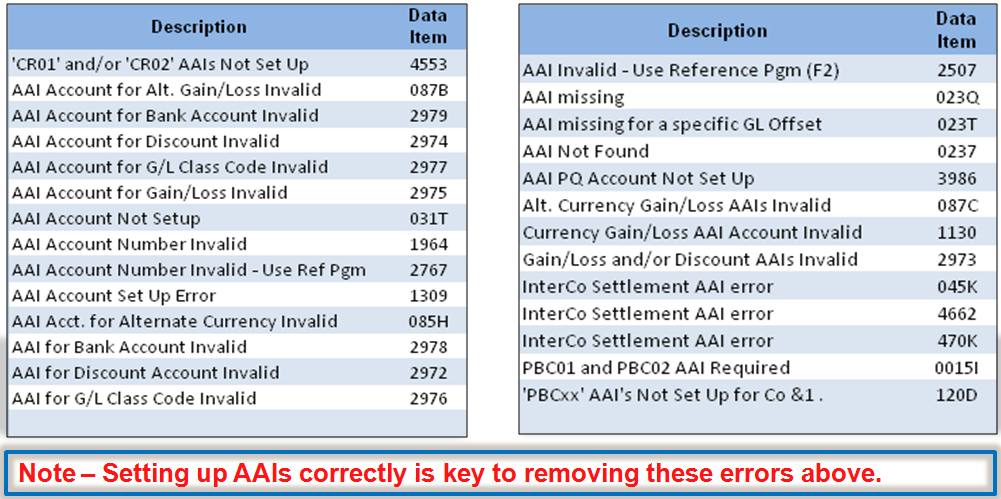 Description Data Item
'CR01' and/or 'CR02' AAIs Not Set Up 4553
AAI Account for Alt. Gain/Loss Invalid 087B
AAI Account for Bank Account Invalid 2979
AAI Account for Discount Invalid 2974
AAI Account for G/L Class Code Invalid 2977
AAI Account for Gain/Loss Invalid 2975
AAI Account Not Setup 031T
AAI Account Number Invalid 1964
AAI Account Number Invalid - Use Ref Pgm 2767
AAI Account Set Up Error 1309
AAI Acct. for Alternate Currency Invalid 085H
AAI for Bank Account Invalid 2978
AAI for Discount Account Invalid 2972
AAI for G/L Class Code Invalid 2976
Description Data Item
AAI Invalid - Use Reference Pgm (F2) 2507
AAI missing 023Q
AAI missing for a specific GL Offset 023T
AAI Not Found 0237
AAI PQ Account Not Set Up 3986
Alt. Currency Gain/Loss AAIs Invalid 087C
Currency Gain/Loss AAI Account Invalid 1130
Gain/Loss and/or Discount AAIs Invalid 2973
InterCo Settlement AAI error 045K
InterCo Settlement AAI error 4662
InterCo Settlement AAI error 470K
PBC01 and PBC02 AAI Required 0015I
'PBCxx' AAI's Not Set Up for Co &1 . 120D
Note – Setting up AAIs correctly is key to removing these errors above.